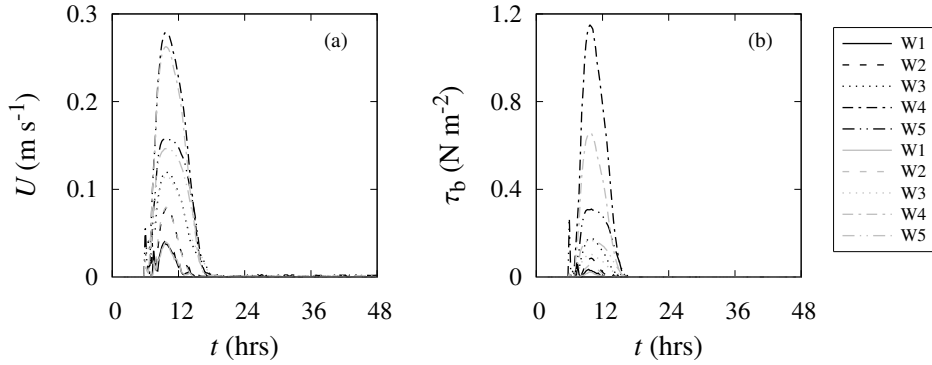 (a)
U (m s⁻¹)
0.3
0.2
0.1
0
0 12 24 36 48
t (hrs)
(b)
τb (N m⁻²)
1.2
0.8
0.4
0
0 12 24 36 48
t (hrs)
W1
W2
W3
W4
W5
W1
W2
W3
W4
W5